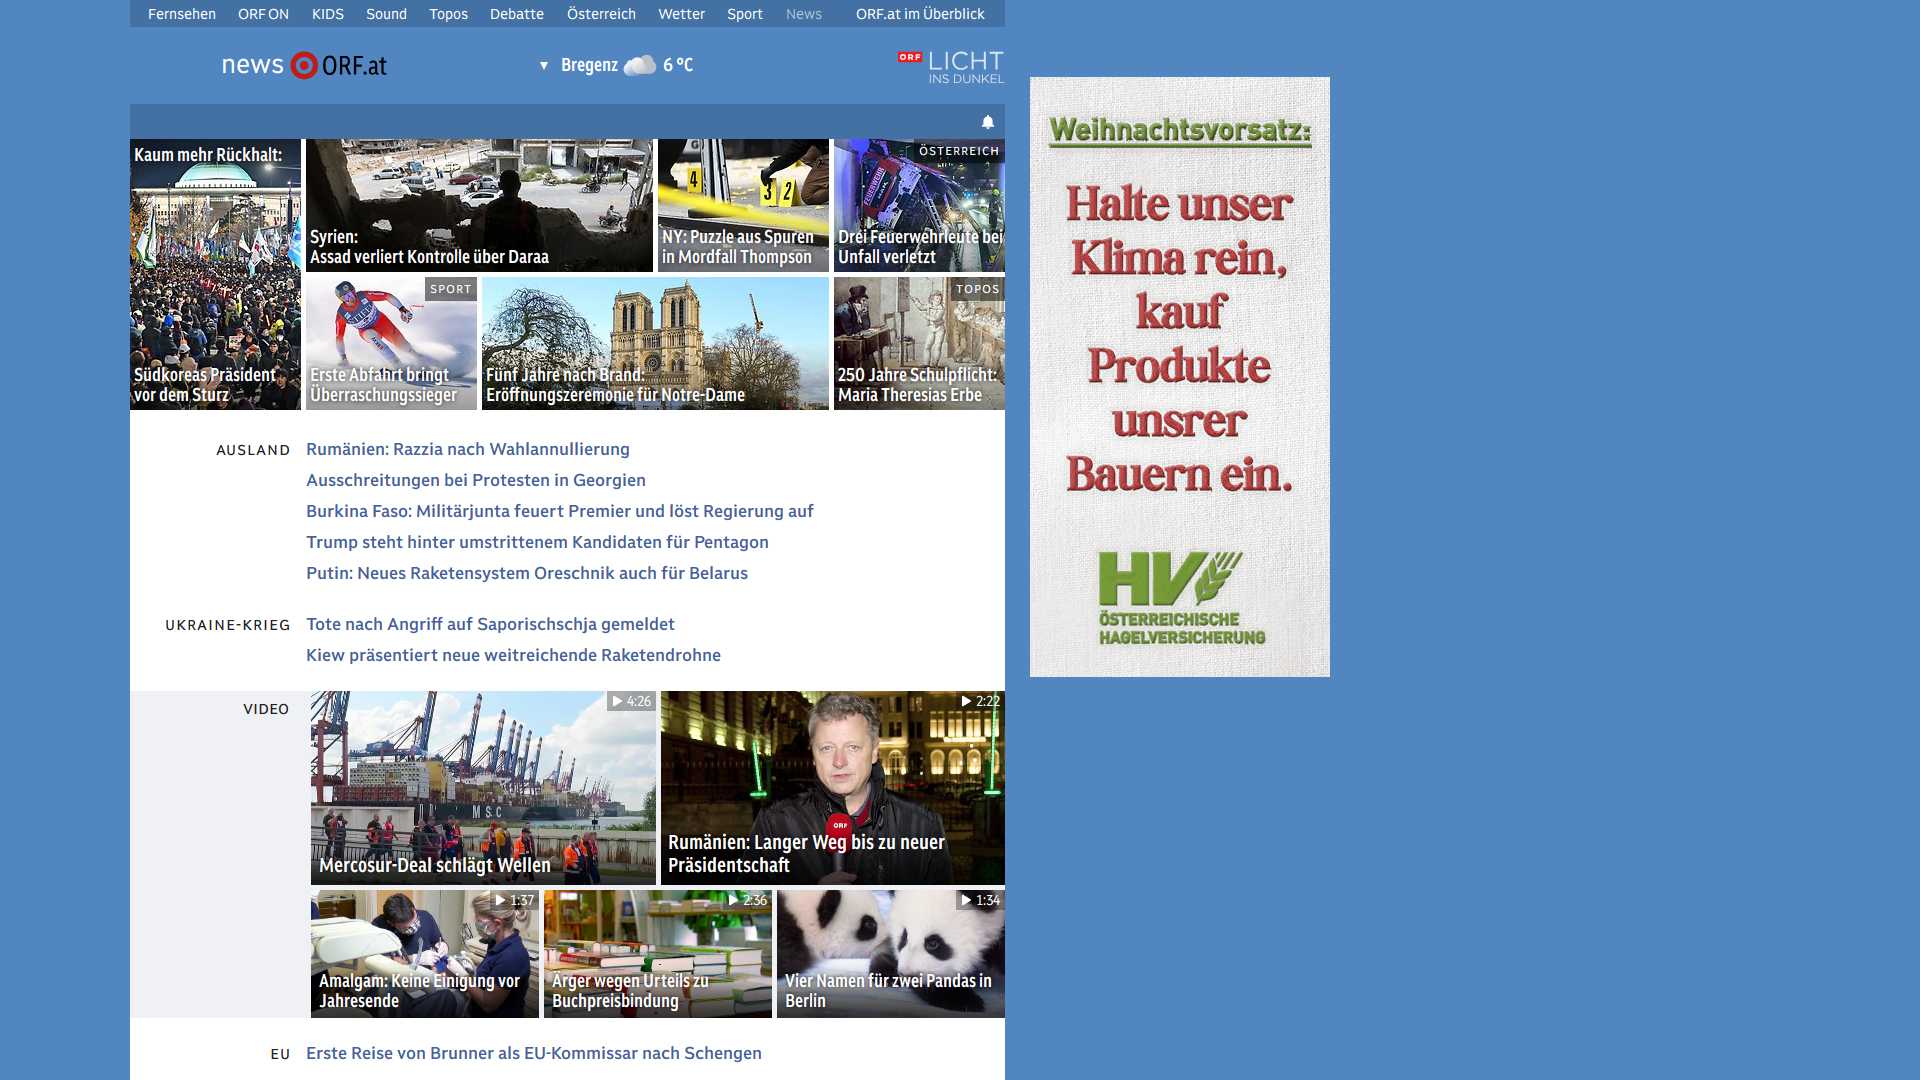 Fernsehen ORF ON KIDS Sound Topos Debatte Österreich Wetter Sport News ORF.at im Überblick
news ORF.at
Bregenz 6 °C
ORF LICHT
INS DUNKEL
Kaum mehr Rückhalt:
Südkoreas Präsident
vor dem Sturz
Syrien:
Assad verliert Kontrolle über Daraa
4 3 2
NY: Puzzle aus Spuren
in Mordfall Thompson
ÖSTERREICH
Drei Feuerwehrleute bei
Unfall verletzt
SPORT
Erste Abfahrt bringt
Überraschungssieger
Fünf Jahre nach Brand:
Eröffnungszeremonie für Notre-Dame
TOPOS
250 Jahre Schulpflicht:
Maria Theresias Erbe
AUSLAND
Rumänien: Razzia nach Wahlannullierung
Ausschreitungen bei Protesten in Georgien
Burkina Faso: Militärjunta feuert Premier und löst Regierung auf
Trump steht hinter umstrittenem Kandidaten für Pentagon
Putin: Neues Raketensystem Oreschnik auch für Belarus
UKRAINE-KRIEG
Tote nach Angriff auf Saporischschja gemeldet
Kiew präsentiert neue weitreichende Raketendrohne
VIDEO
4:26
MSC
Mercosur-Deal schlägt Wellen
2:22
ORF
Rumänien: Langer Weg bis zu neuer
Präsidentschaft
1:37
Amalgam: Keine Einigung vor
Jahresende
2:36
Ärger wegen Urteils zu
Buchpreisbindung
1:34
Vier Namen für zwei Pandas in
Berlin
EU
Erste Reise von Brunner als EU-Kommissar nach Schengen
Weihnachtsvorsatz:
Halte unser
Klima rein,
kauf
Produkte
unsrer
Bauern ein.
HV
ÖSTERREICHISCHE
HAGELVERSICHERUNG